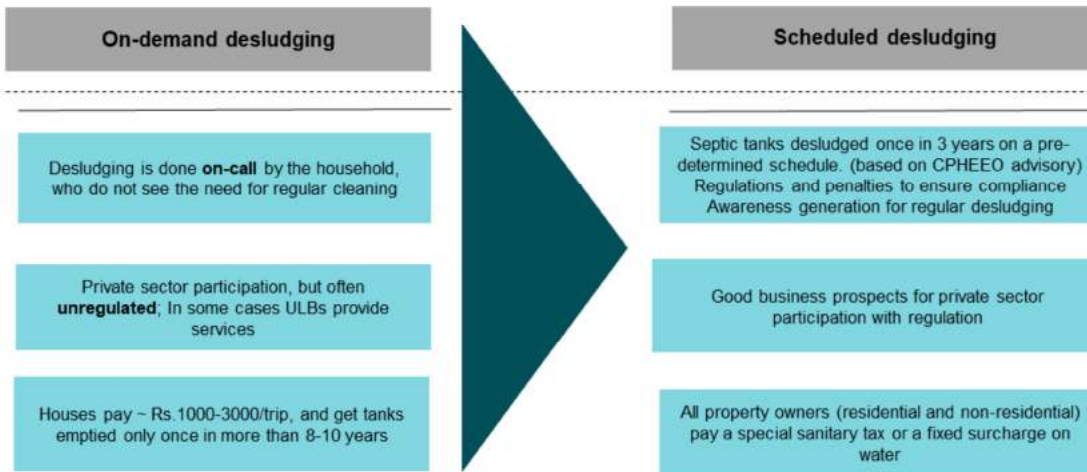 On-demand desludging
Desludging is done on-call by the household,
who do not see the need for regular cleaning
Private sector participation, but often
unregulated; In some cases ULBs provide
services
Houses pay ~ Rs.1000-3000/trip, and get tanks
emptied only once in more than 8-10 years
Scheduled desludging
Septic tanks desludged once in 3 years on a pre-
determined schedule. (based on CPHEEO advisory)
Regulations and penalties to ensure compliance
Awareness generation for regular desludging
Good business prospects for private sector
participation with regulation
All property owners (residential and non-residential)
pay a special sanitary tax or a fixed surcharge on
water